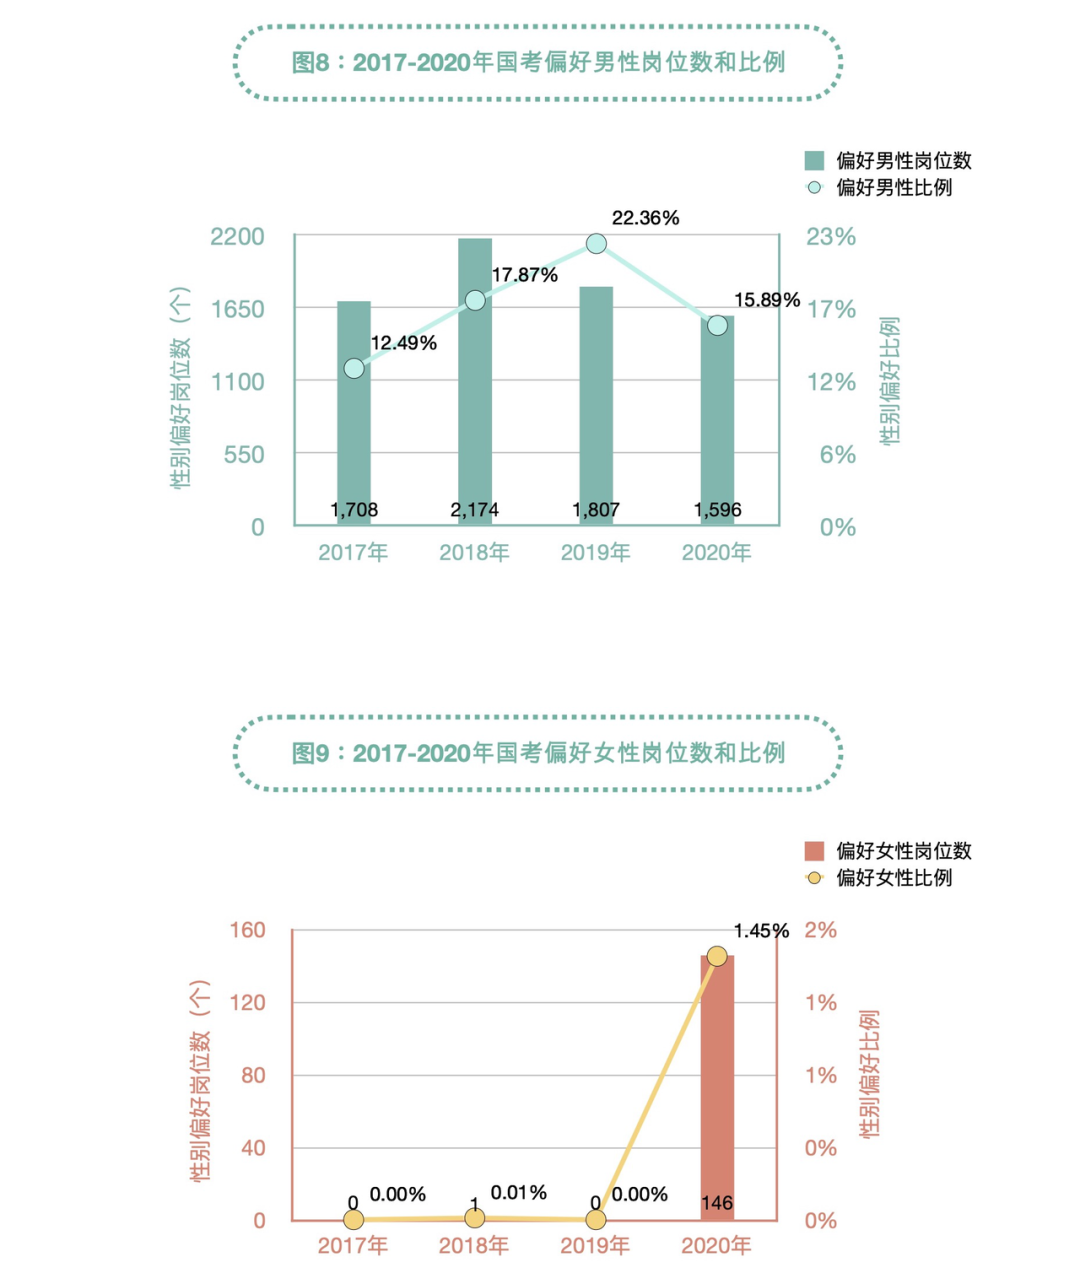 图8：2017-2020年国考偏好男性岗位数和比例
偏好男性岗位数
偏好男性比例
性别偏好岗位数（个）
2200
1650
1100
550
0
23%
17%
12%
6%
0%
性别偏好比例
12.49%
17.87%
22.36%
15.89%
1,708
2,174
1,807
1,596
2017年
2018年
2019年
2020年
图9：2017-2020年国考偏好女性岗位数和比例
偏好女性岗位数
偏好女性比例
性别偏好岗位数（个）
160
120
80
40
0
2%
1%
1%
0%
0%
性别偏好比例
0.00%
0.01%
0.00%
1.45%
0
1
0
146
2017年
2018年
2019年
2020年